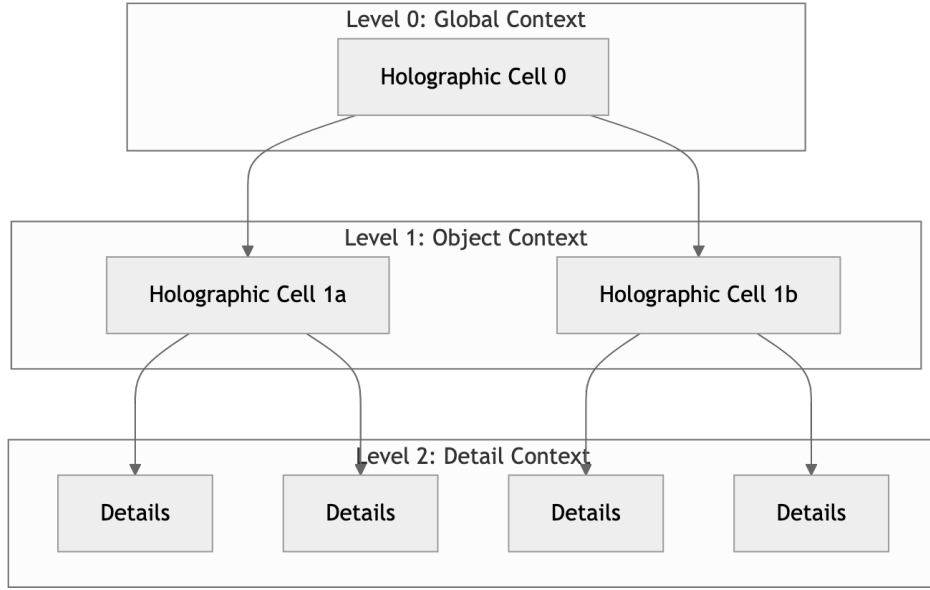 Level 0: Global Context
Holographic Cell 0
Level 1: Object Context
Holographic Cell 1a
Holographic Cell 1b
Level 2: Detail Context
Details
Details
Details
Details